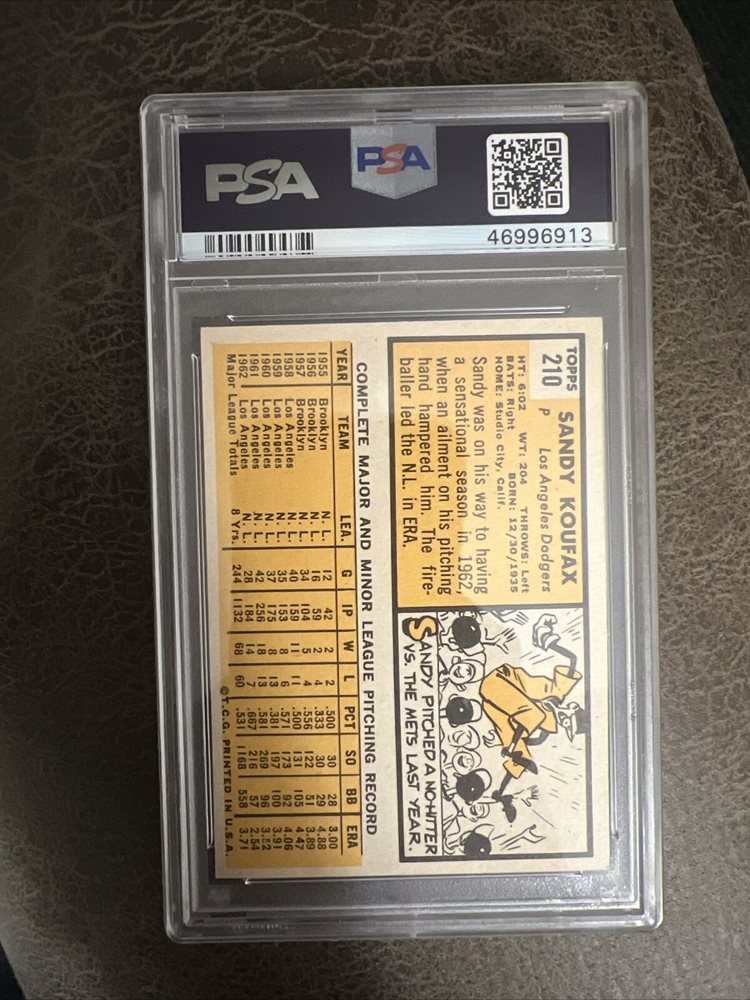 PSA
PSA
46996913
TOPPS
210
SANDY KOUFAX
P
Los Angeles Dodgers
HT: 6:02 WT: 204 THROWS: Left
BATS: Right BORN: 12/30/1935
HOME: Studio City, Calif.
Sandy was on his way to having
a sensational season in 1962,
when an ailment on his pitching
hand hampered him. The fire-
baller led the N.L. in ERA.
SANDY PITCHED A NO-HITTER
VS. THE METS LAST YEAR.
COMPLETE MAJOR AND MINOR LEAGUE PITCHING RECORD
YEAR TEAM LEA. G IP W L PCT SO BB ERA
1955 Brooklyn N. L. 12 42 2 2 .500 30 28 3.00
1956 Brooklyn N. L. 16 59 2 4 .333 30 29 4.88
1957 Brooklyn N. L. 34 104 5 4 .556 122 51 3.89
1958 Los Angeles N. L. 40 159 11 11 .500 131 105 4.47
1959 Los Angeles N. L. 35 153 8 6 .571 173 92 4.06
1960 Los Angeles N. L. 37 175 8 13 .381 197 100 3.91
1961 Los Angeles N. L. 42 256 18 13 .581 269 96 3.52
1962 Los Angeles N. L. 28 184 14 7 .667 216 57 2.54
Major League Totals 8 Yrs. 244 1132 68 60 .531 1168 558 3.71
©T.C.G. PRINTED IN U.S.A.